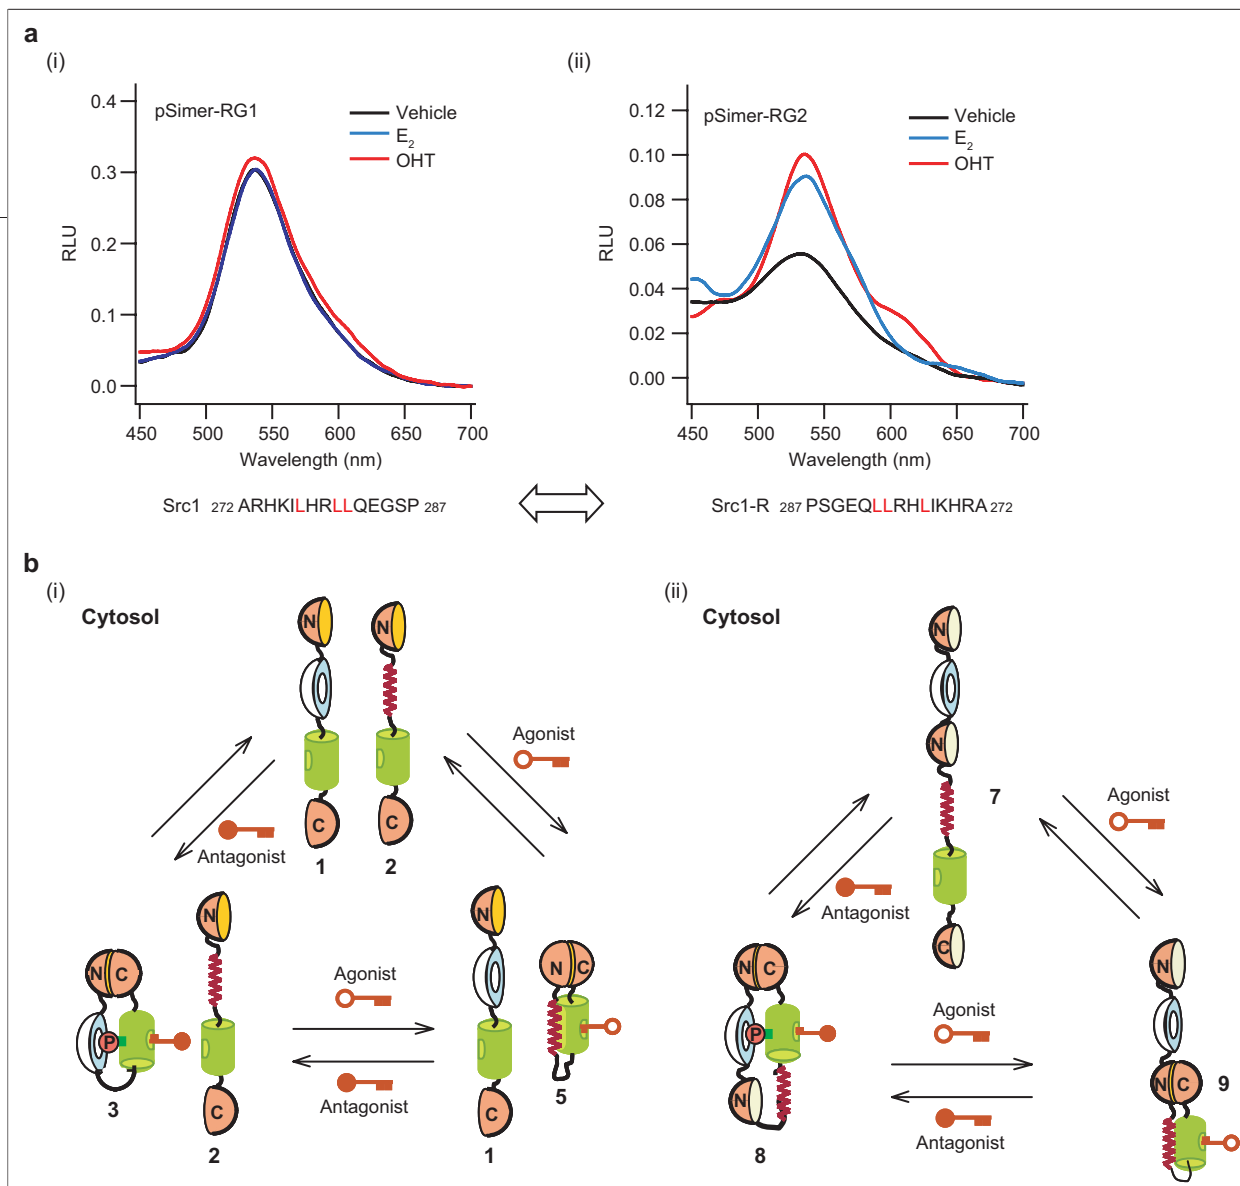 a
(i)
pSimer-RG1
Vehicle
E2
OHT
0.4
0.3
0.2
0.1
0.0
RLU
450 500 550 600 650 700
Wavelength (nm)
Src1 272 ARHKILHRLLQEGSP 287
(ii)
pSimer-RG2
Vehicle
E2
OHT
0.12
0.10
0.08
0.06
0.04
0.02
0.00
RLU
450 500 550 600 650 700
Wavelength (nm)
Src1-R 287 PSGEQLLRHLIKHRA 272
b
(i)
Cytosol
N
N
C
C
1
2
Agonist
Antagonist
N C
P
3
N
C
2
Agonist
Antagonist
N
C
1
N C
5
(ii)
Cytosol
N
N
C
7
Agonist
Antagonist
N C
P
N
8
Agonist
Antagonist
N
N C
9